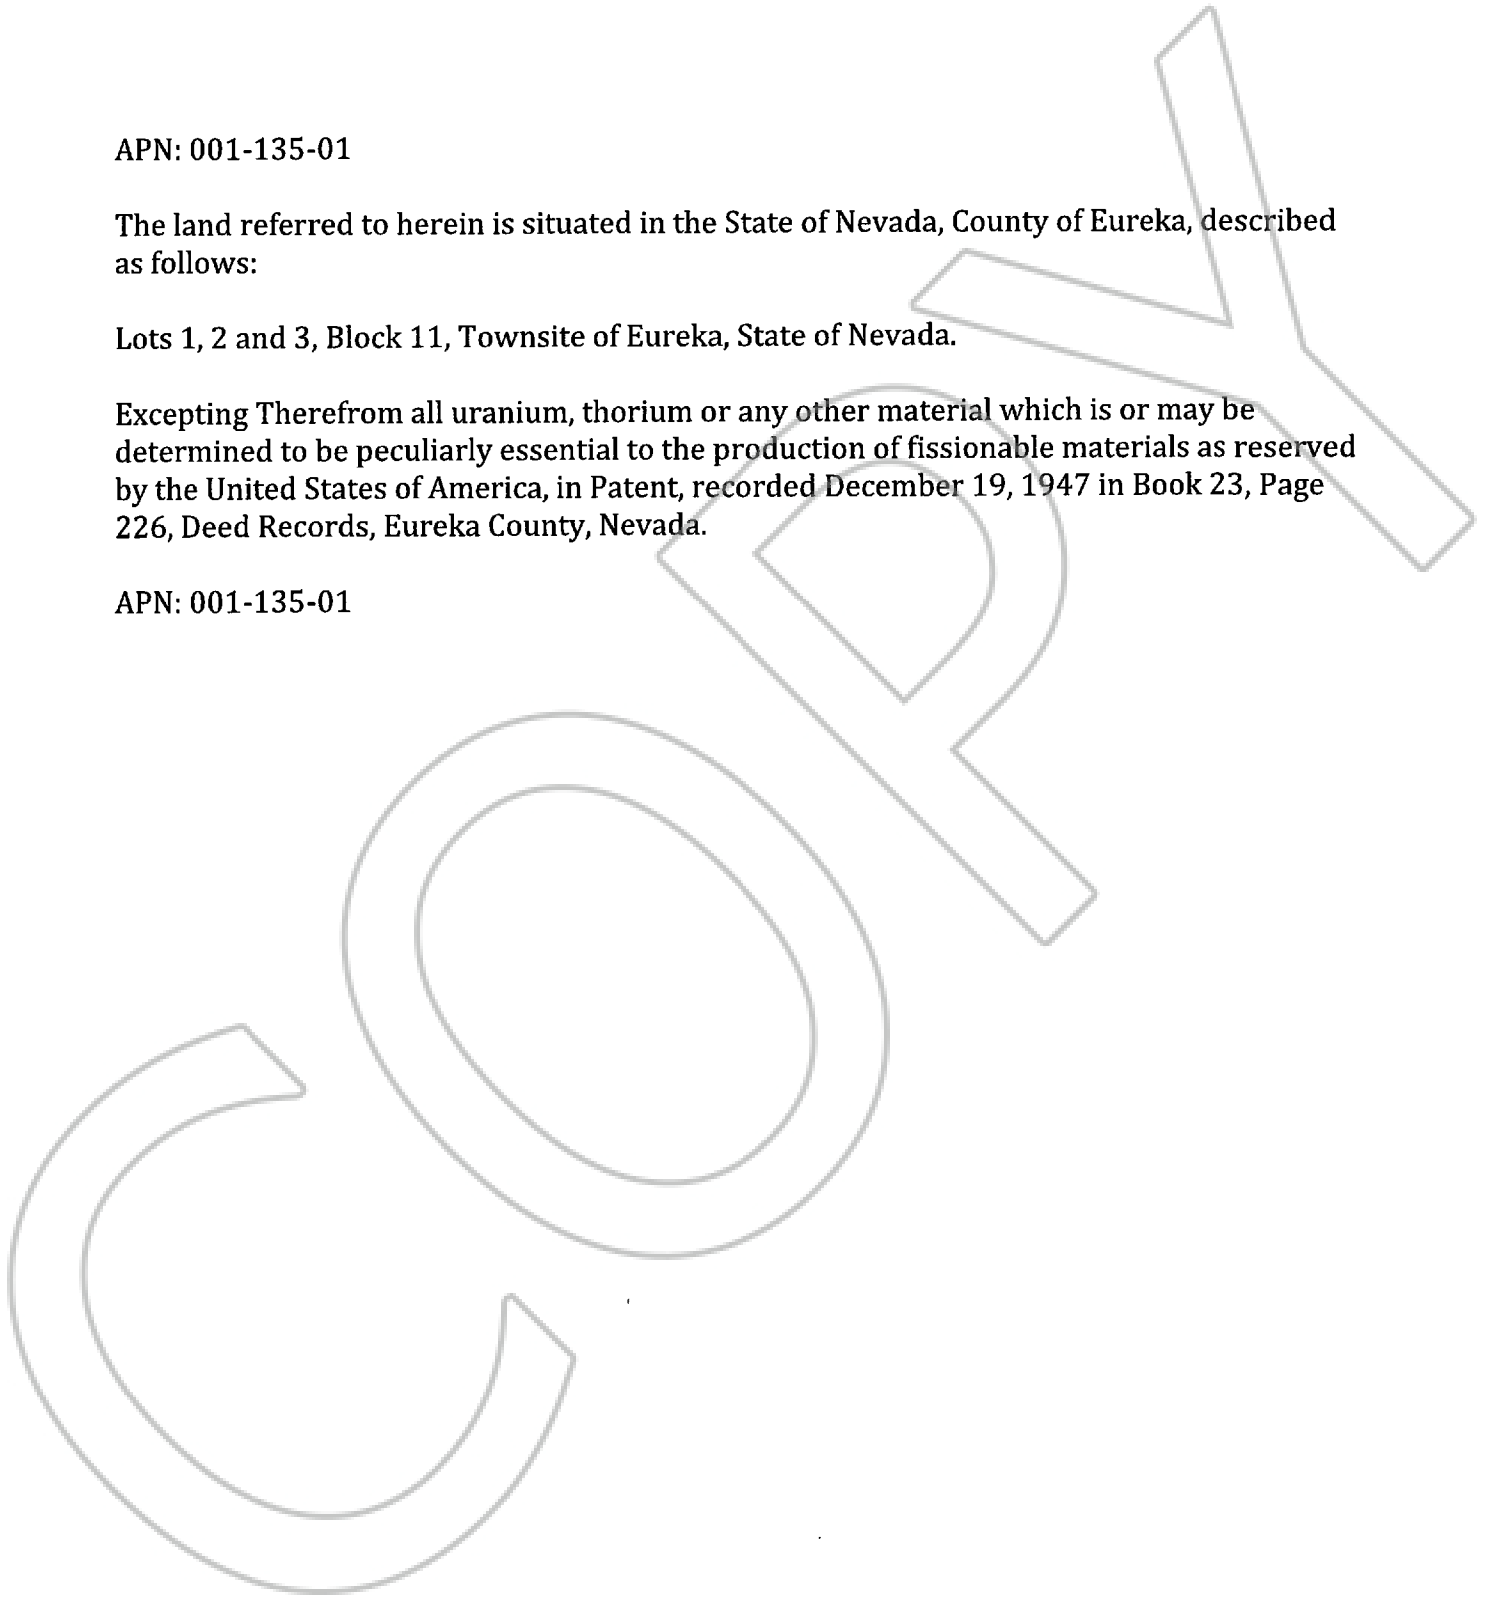 APN: 001-135-01
The land referred to herein is situated in the State of Nevada, County of Eureka, described
as follows:
Lots 1, 2 and 3, Block 11, Townsite of Eureka, State of Nevada.
Excepting Therefrom all uranium, thorium or any other material which is or may be
determined to be peculiarly essential to the production of fissionable materials as reserved
by the United States of America, in Patent, recorded December 19, 1947 in Book 23, Page
226, Deed Records, Eureka County, Nevada.
APN: 001-135-01
COPY